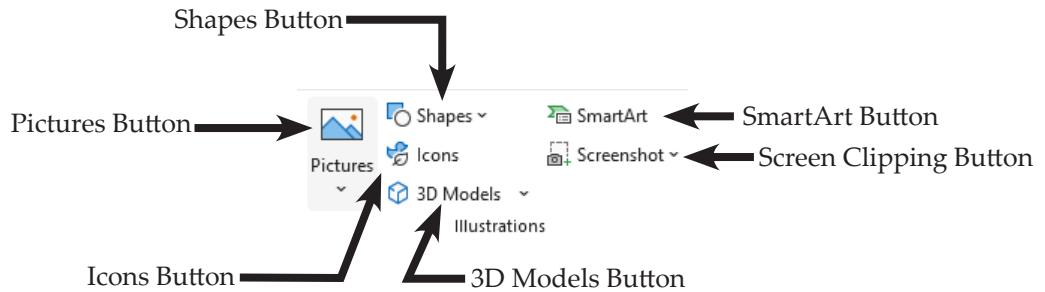 Shapes Button
Pictures Button
Shapes
SmartArt
SmartArt Button
Pictures
Icons
Screenshot
Screen Clipping Button
3D Models
Illustrations
Icons Button
3D Models Button